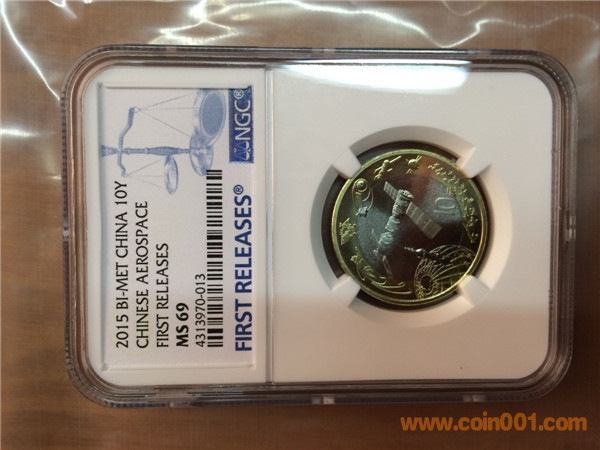 2015 BI-MET CHINA 10Y
CHINESE AEROSPACE
FIRST RELEASES
MS 69
4313970-013
FIRST RELEASES®
NGC®
10
www.coin001.com